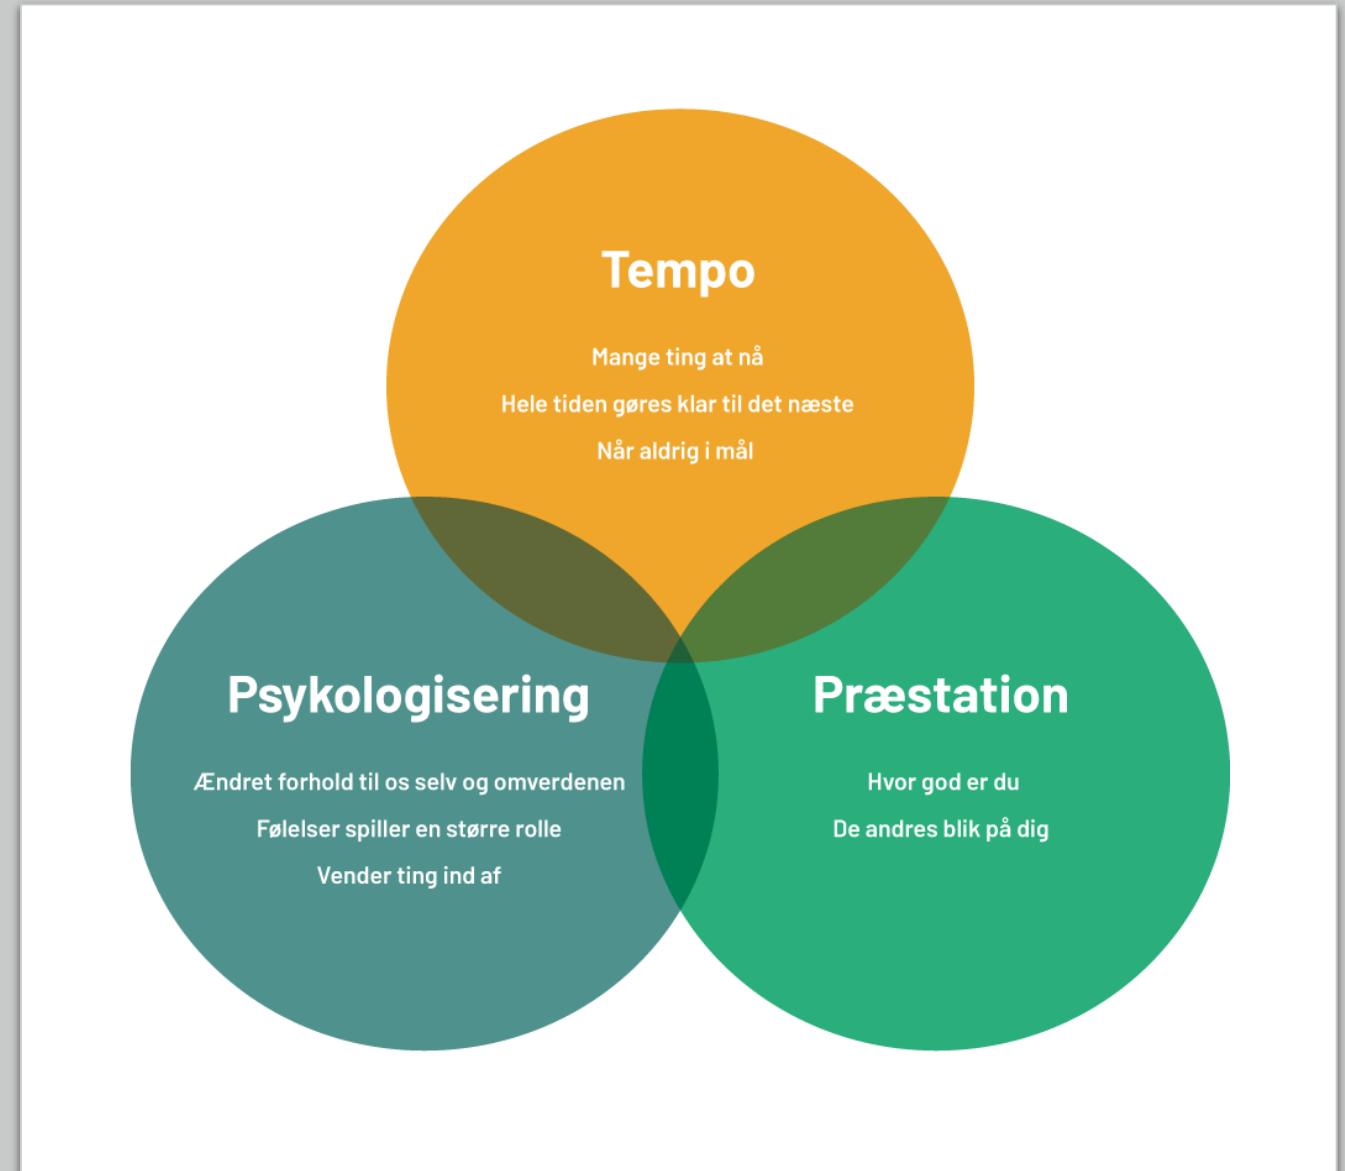 Tempo
Mange ting at nå
Hele tiden gøres klar til det næste
Når aldrig i mål
Psykologisering
Ændret forhold til os selv og omverdenen
Følelser spiller en større rolle
Vender ting ind af
Præstation
Hvor god er du
De andres blik på dig